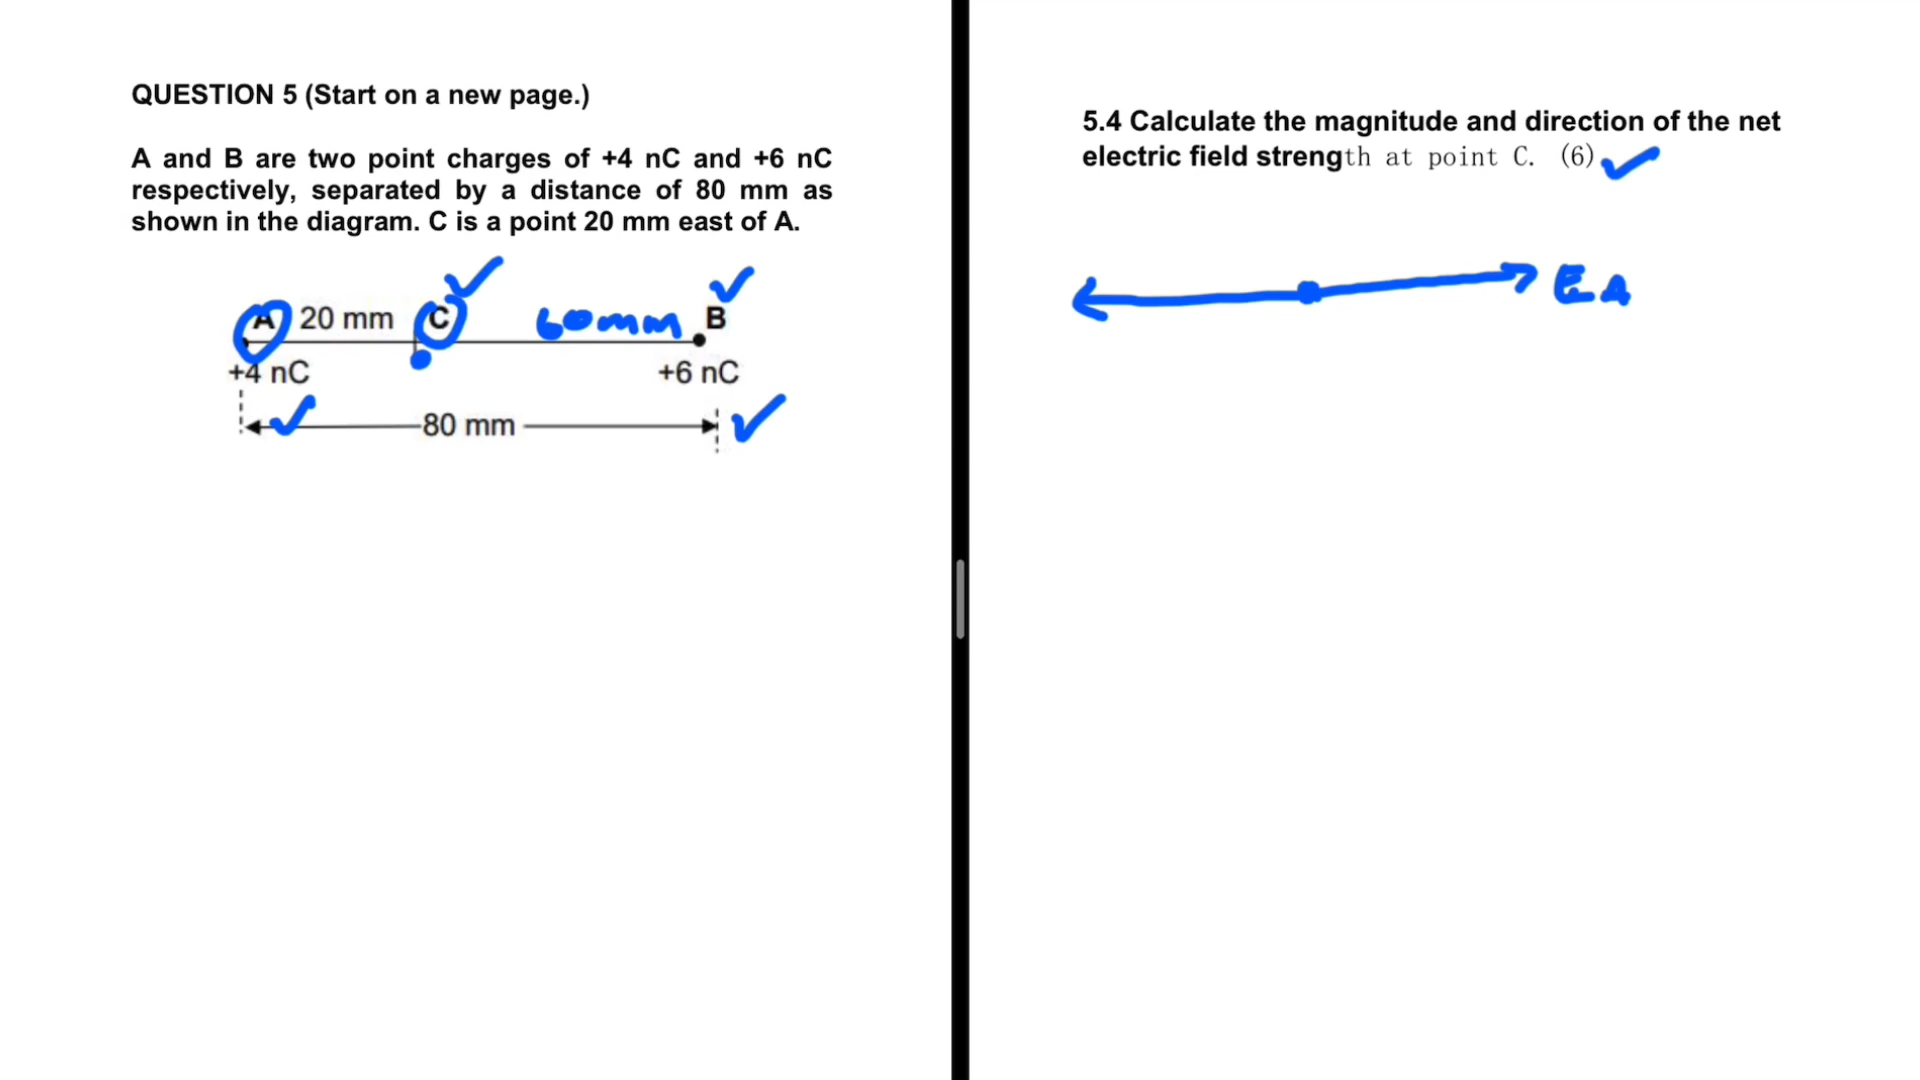 QUESTION 5 (Start on a new page.)
A and B are two point charges of +4 nC and +6 nC
respectively, separated by a distance of 80 mm as
shown in the diagram. C is a point 20 mm east of A.
A 20 mm C 60mm B
+4 nC +6 nC
80 mm
5.4 Calculate the magnitude and direction of the net
electric field strength at point C. (6)
EA